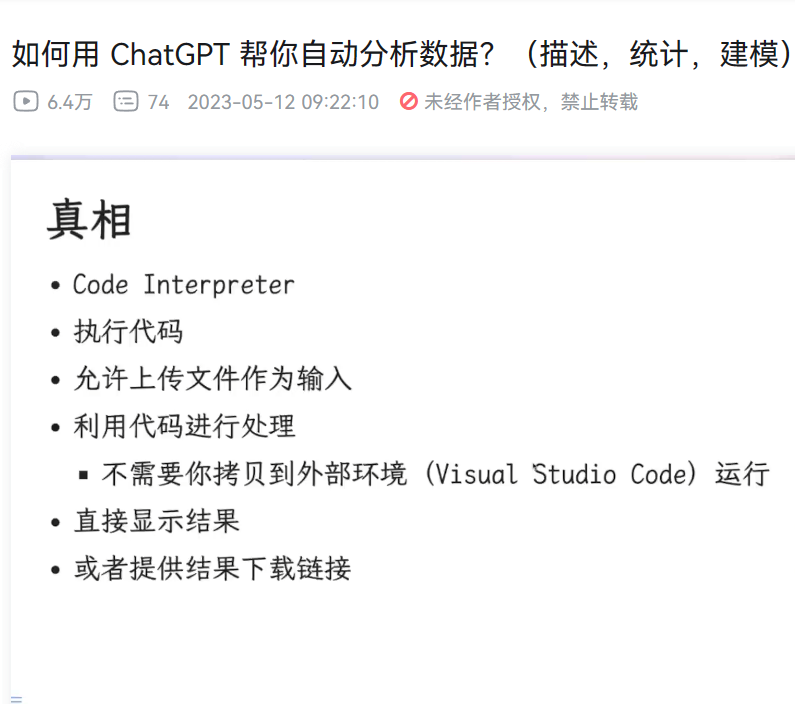 如何用 ChatGPT 帮你自动分析数据？（描述，统计，建模）
6.4万 74 2023-05-12 09:22:10 未经作者授权，禁止转载
真相
• Code Interpreter
• 执行代码
• 允许上传文件作为输入
• 利用代码进行处理
▪ 不需要你拷贝到外部环境（Visual Studio Code）运行
• 直接显示结果
• 或者提供结果下载链接